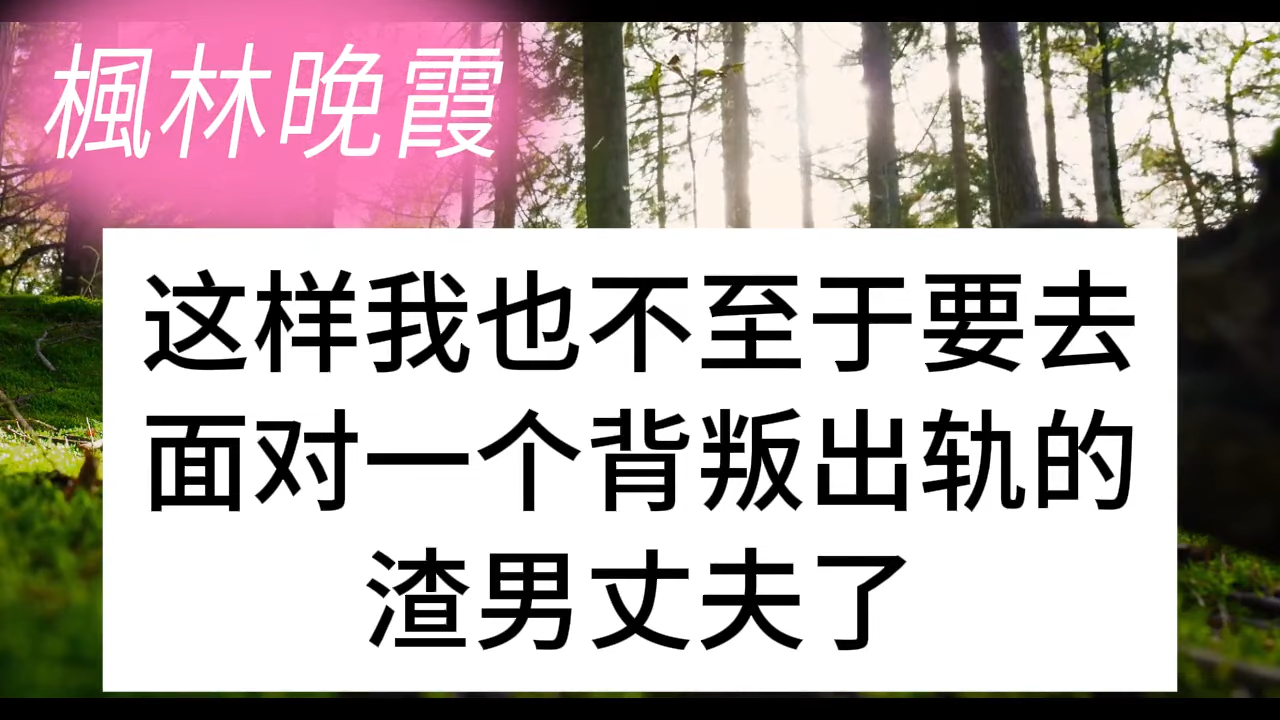 楓林晚霞
这样我也不至于要去
面对一个背叛出轨的
渣男丈夫了